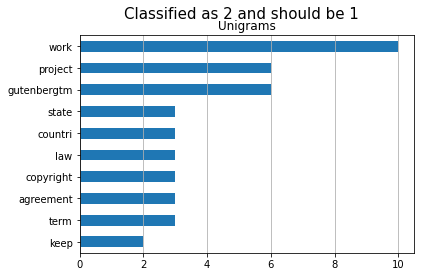 Classified as 2 and should be 1
Unigrams
work
project
gutenbergtm
state
countri
law
copyright
agreement
term
keep
0 2 4 6 8 10